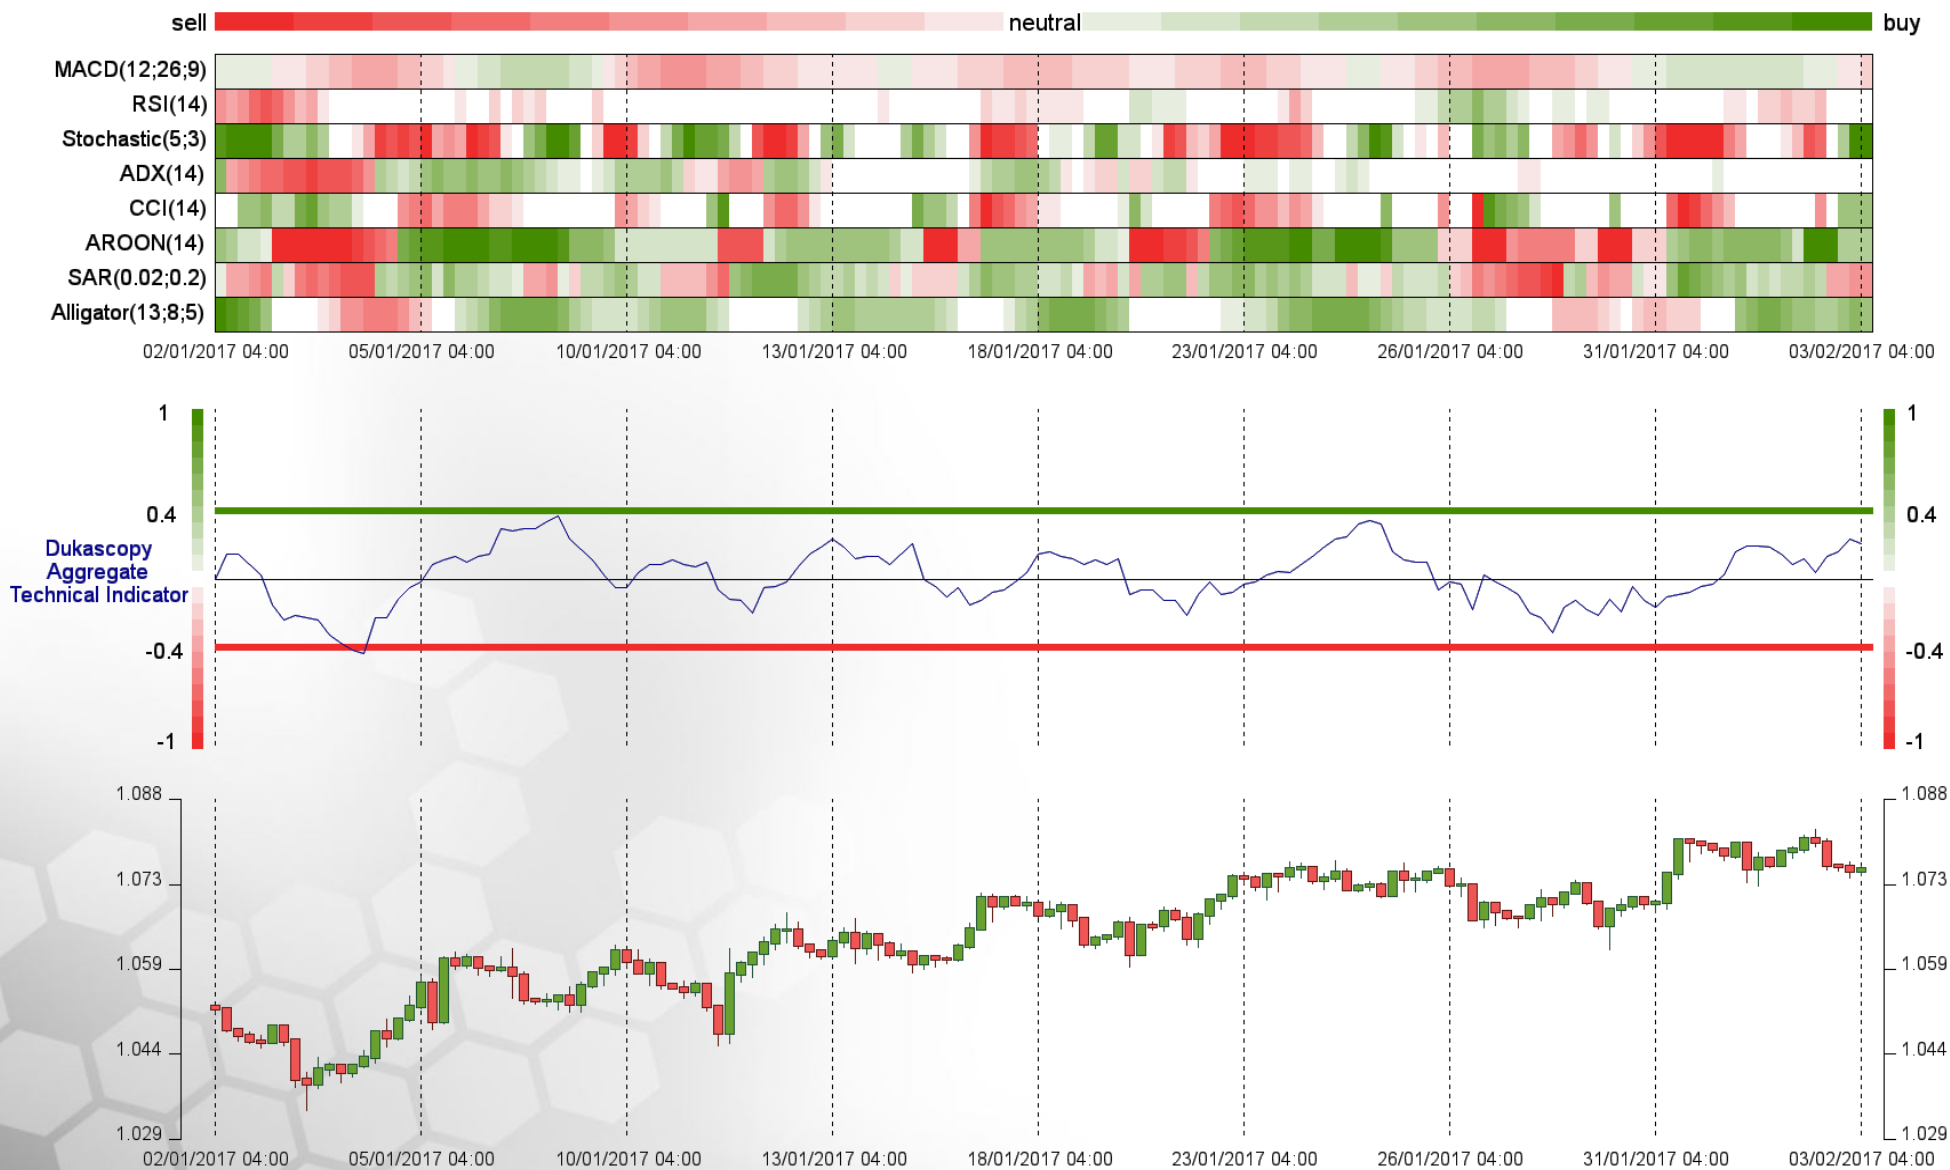 sell neutral buy
MACD(12;26;9)
RSI(14)
Stochastic(5;3)
ADX(14)
CCI(14)
AROON(14)
SAR(0.02;0.2)
Alligator(13;8;5)
02/01/2017 04:00 05/01/2017 04:00 10/01/2017 04:00 13/01/2017 04:00 18/01/2017 04:00 23/01/2017 04:00 26/01/2017 04:00 31/01/2017 04:00 03/02/2017 04:00
1 1
0.4 0.4
Dukascopy
Aggregate
Technical Indicator
-0.4 -0.4
-1 -1
1.088 1.088
1.073 1.073
1.059 1.059
1.044 1.044
1.029 1.029
02/01/2017 04:00 05/01/2017 04:00 10/01/2017 04:00 13/01/2017 04:00 18/01/2017 04:00 23/01/2017 04:00 26/01/2017 04:00 31/01/2017 04:00 03/02/2017 04:00